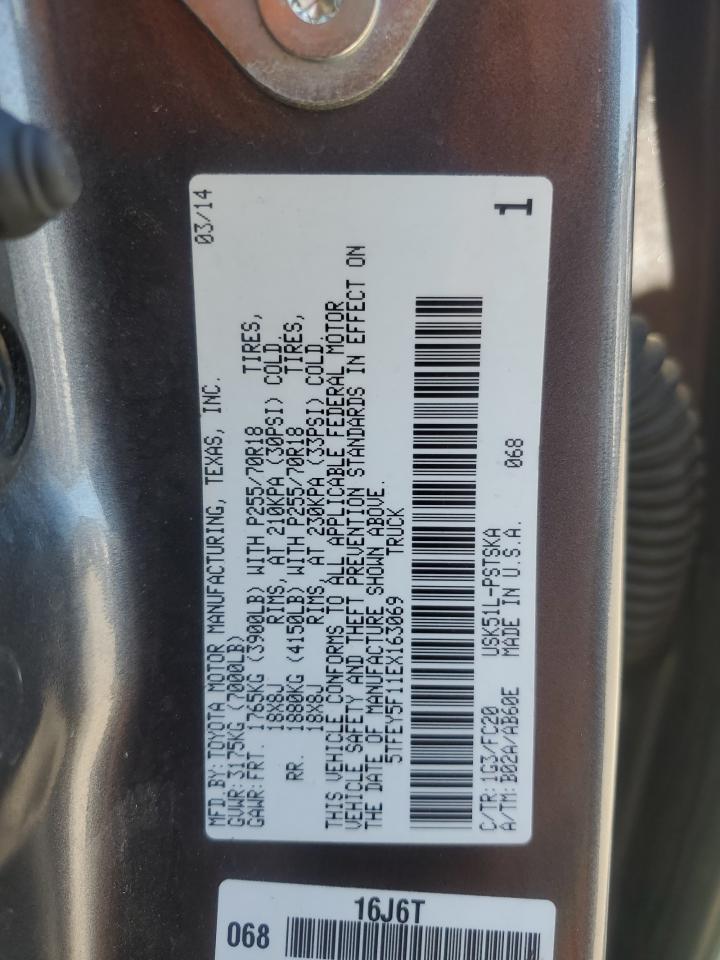 MFD.BY:TOYOTA MOTOR MANUFACTURING, TEXAS, INC. 03/14
GVWR:3175KG (7000LB)
GAWR:FRT. 1765KG (3900LB) WITH P255/70R18 TIRES,
18X8J RIMS, AT 210KPA (30PSI) COLD.
RR. 1880KG (4150LB) WITH P255/70R18 TIRES,
18X8J RIMS, AT 230KPA (33PSI) COLD.
THIS VEHICLE CONFORMS TO ALL APPLICABLE FEDERAL MOTOR
VEHICLE SAFETY AND THEFT PREVENTION STANDARDS IN EFFECT ON
THE DATE OF MANUFACTURE SHOWN ABOVE.
5TFEY5F11EX163069 TRUCK
C/TR:1G3/FC20 USK51L-PSTSKA 068
A/TM:B02A/AB60E MADE IN U.S.A. 1
16J6T
068